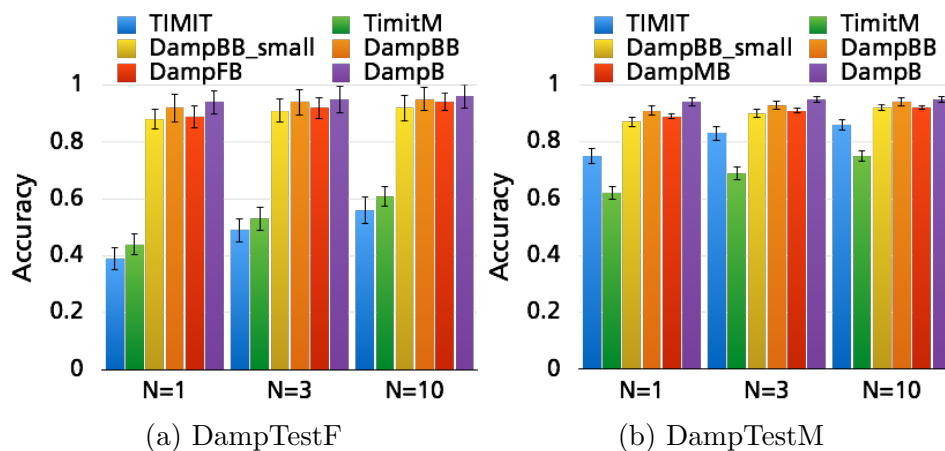 TIMIT TimitM
DampBB_small DampBB
DampFB DampB
1
0.8
0.6
0.4
0.2
0
Accuracy
N=1 N=3 N=10
(a) DampTestF
TIMIT TimitM
DampBB_small DampBB
DampMB DampB
1
0.8
0.6
0.4
0.2
0
Accuracy
N=1 N=3 N=10
(b) DampTestM